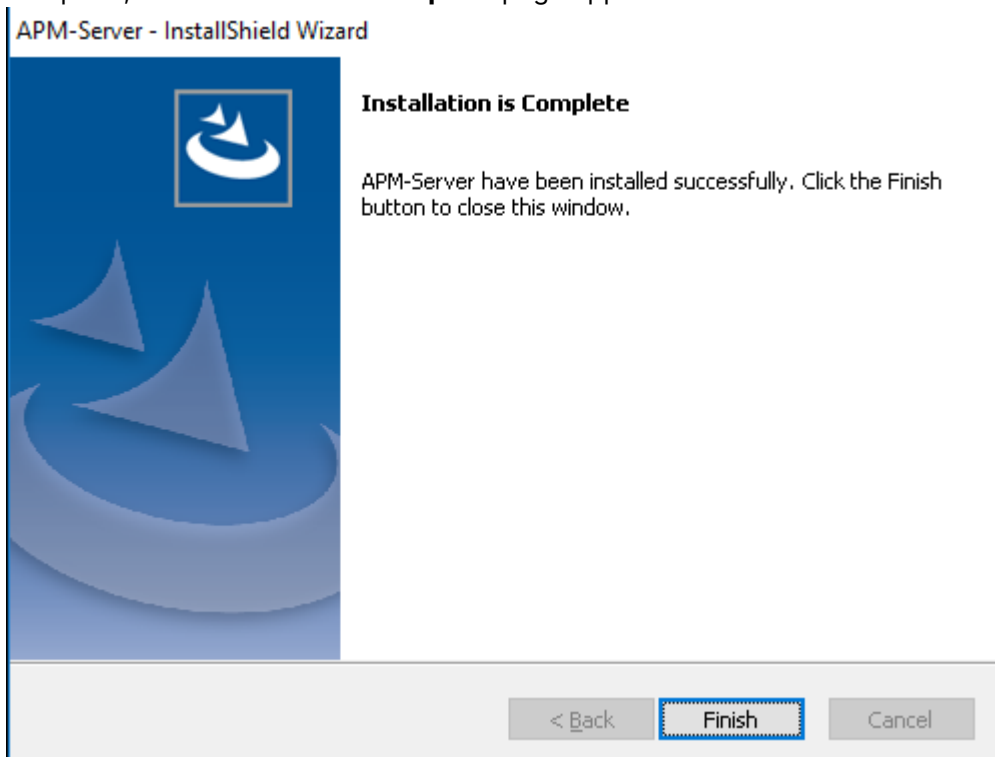 APM-Server - InstallShield Wizard
Installation is Complete
APM-Server have been installed successfully. Click the Finish
button to close this window.
< Back
Finish
Cancel